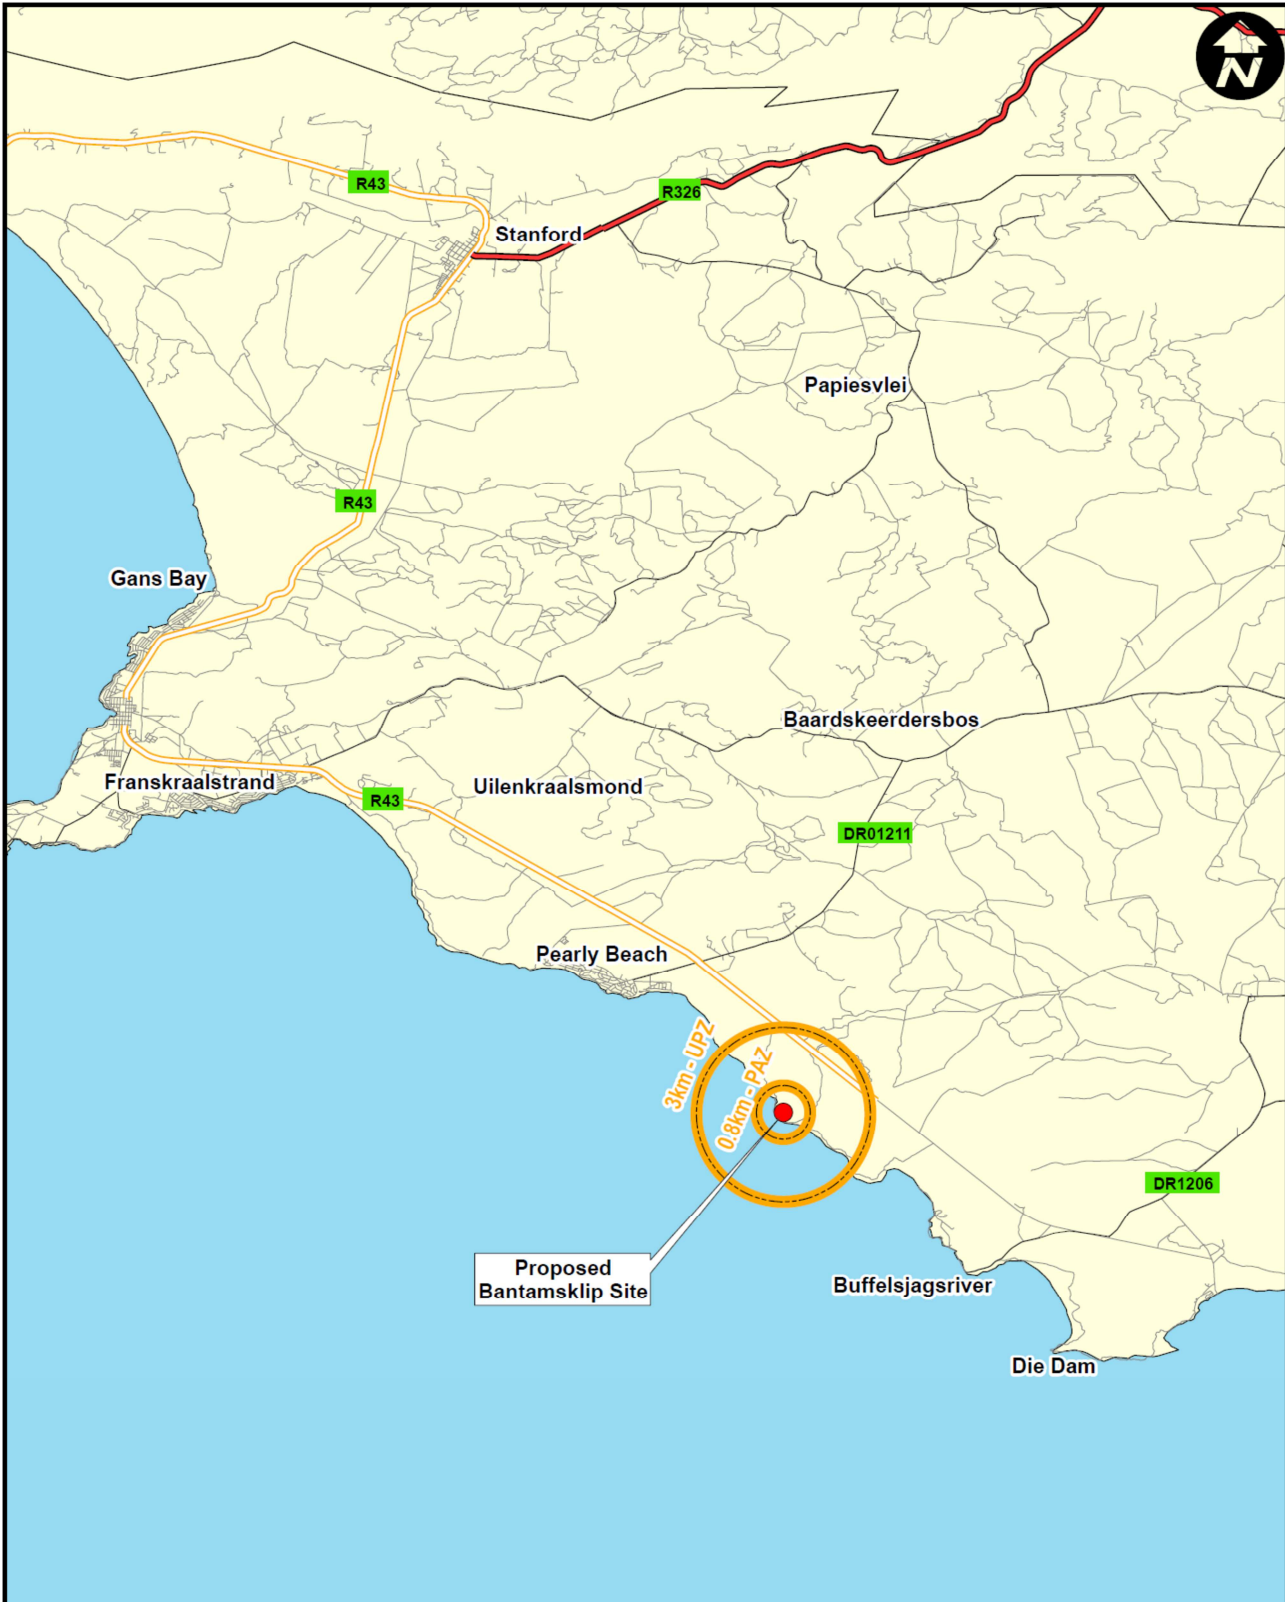 N
R43
R326
Stanford
Papiesvlei
R43
Gans Bay
Baardskeerdersbos
Franskraalstrand
Uilenkraalsmond
R43
DR01211
Pearly Beach
3km - UPZ
0.8km - PAZ
DR1206
Proposed
Bantamsklip Site
Buffelsjagsriver
Die Dam